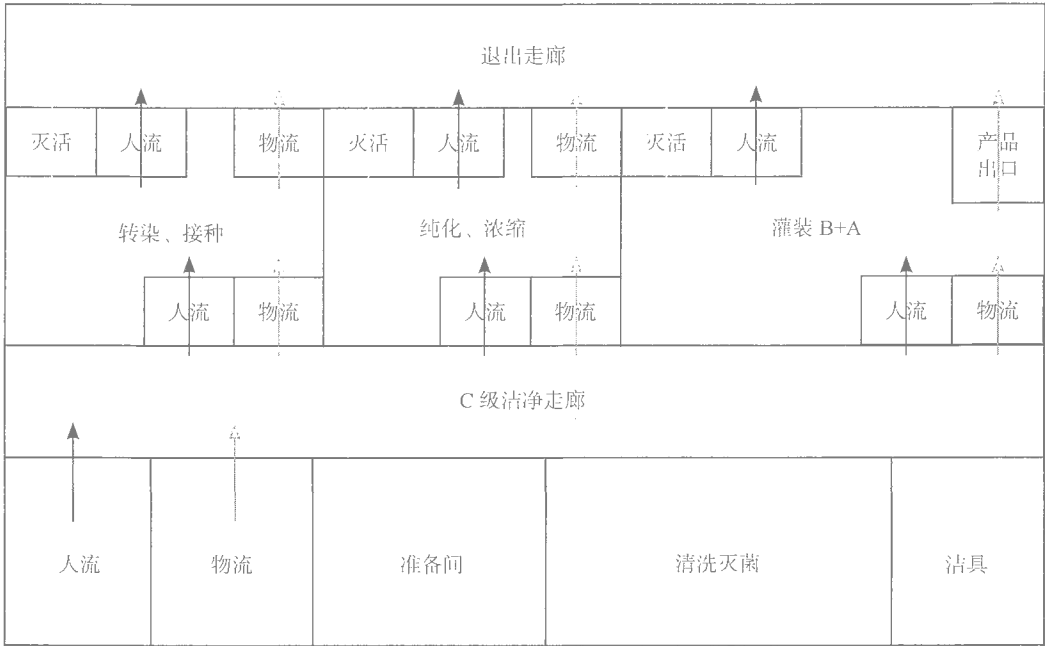 退出走廊
灭活 人流 物流 灭活 人流 物流 灭活 人流 产品
出口
转染、接种 纯化、浓缩 灌装 B+A
人流 物流 人流 物流 人流 物流
C 级洁净走廊
人流 物流 准备间 清洗灭菌 洁具